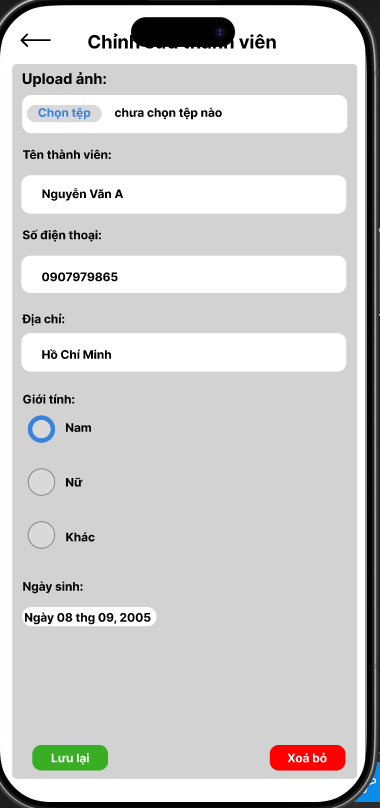 Chỉnh sửa thành viên
Upload ảnh:
Chọn tệp chưa chọn tệp nào
Tên thành viên:
Nguyễn Văn A
Số điện thoại:
0907979865
Địa chỉ:
Hồ Chí Minh
Giới tính:
Nam
Nữ
Khác
Ngày sinh:
Ngày 08 thg 09, 2005
Lưu lại Xoá bỏ